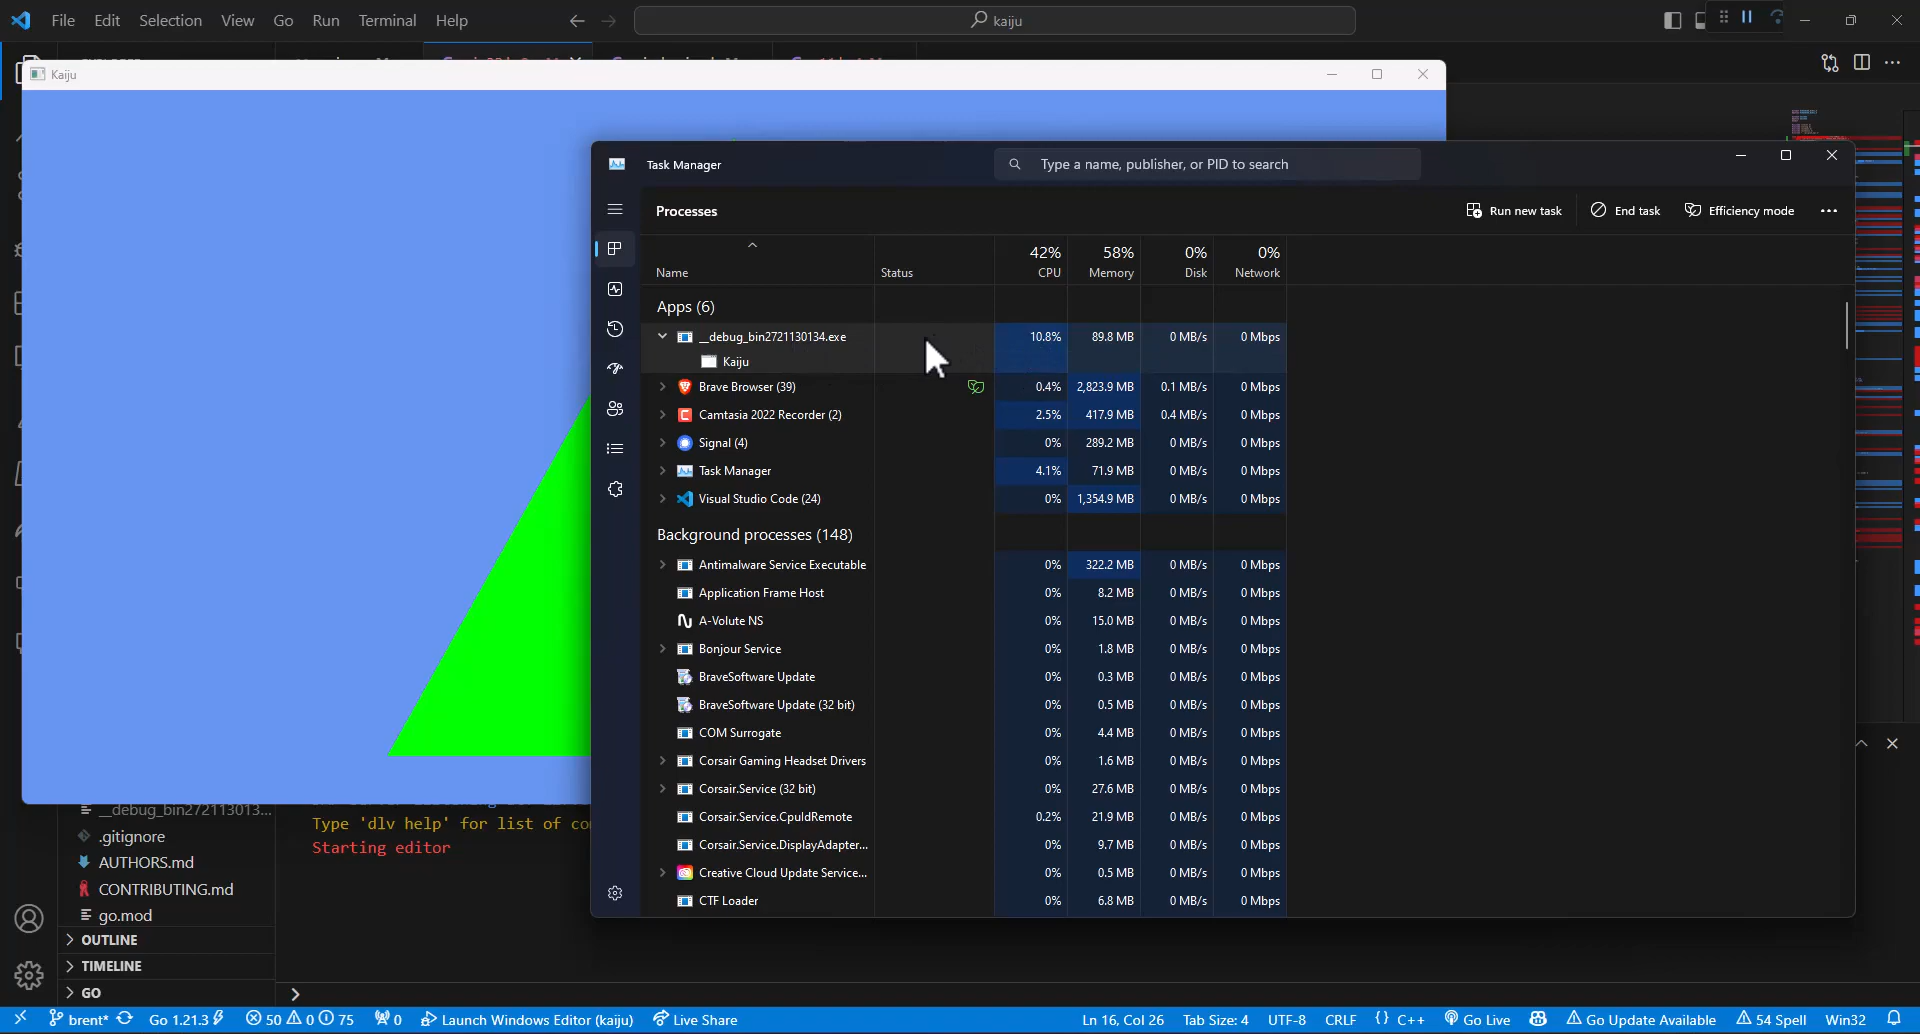 File Edit Selection View Go Run Terminal Help
kaiju
Kaiju
Task Manager
Type a name, publisher, or PID to search
Processes
Run new task
End task
Efficiency mode
Name Status 42% CPU 58% Memory 0% Disk 0% Network
Apps (6)
__debug_bin2721130134.exe 10.8% 89.8 MB 0 MB/s 0 Mbps
Kaiju
Brave Browser (39) 0.4% 2,823.9 MB 0.1 MB/s 0 Mbps
Camtasia 2022 Recorder (2) 2.5% 417.9 MB 0.4 MB/s 0 Mbps
Signal (4) 0% 289.2 MB 0 MB/s 0 Mbps
Task Manager 4.1% 71.9 MB 0 MB/s 0 Mbps
Visual Studio Code (24) 0% 1,354.9 MB 0 MB/s 0 Mbps
Background processes (148)
Antimalware Service Executable 0% 322.2 MB 0 MB/s 0 Mbps
Application Frame Host 0% 8.2 MB 0 MB/s 0 Mbps
A-Volute NS 0% 15.0 MB 0 MB/s 0 Mbps
Bonjour Service 0% 1.8 MB 0 MB/s 0 Mbps
BraveSoftware Update 0% 0.3 MB 0 MB/s 0 Mbps
BraveSoftware Update (32 bit) 0% 0.5 MB 0 MB/s 0 Mbps
COM Surrogate 0% 4.4 MB 0 MB/s 0 Mbps
Corsair Gaming Headset Drivers 0% 1.6 MB 0 MB/s 0 Mbps
Corsair.Service (32 bit) 0% 27.6 MB 0 MB/s 0 Mbps
Corsair.Service.CpuIdRemote 0.2% 21.9 MB 0 MB/s 0 Mbps
Corsair.Service.DisplayAdapter... 0% 9.7 MB 0 MB/s 0 Mbps
Creative Cloud Update Service... 0% 0.5 MB 0 MB/s 0 Mbps
CTF Loader 0% 6.8 MB 0 MB/s 0 Mbps
__debug_bin272113013...
.gitignore
AUTHORS.md
CONTRIBUTING.md
go.mod
OUTLINE
TIMELINE
GO
Type 'dlv help' for list of
Starting editor
brent* Go 1.21.3 50 0 75 0 Launch Windows Editor (kaiju) Live Share Ln 16, Col 26 Tab Size: 4 UTF-8 CRLF {} C++ Go Live Go Update Available 54 Spell Win32